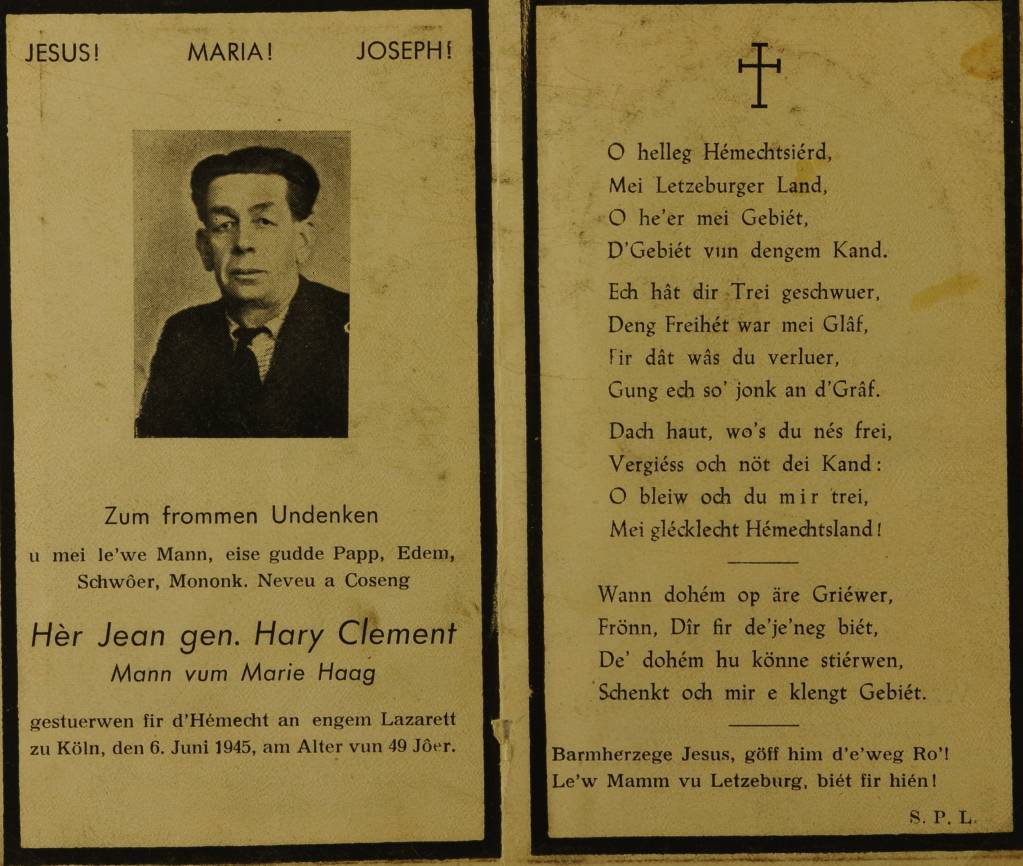 JESUS! MARIA! JOSEPH!
Zum frommen Undenken
u mei le'we Mann, eise gudde Papp, Edem,
Schwôer, Mononk. Neveu a Coseng
Hèr Jean gen. Hary Clement
Mann vum Marie Haag
gestuerwen fir d'Hémecht an engem Lazarett
zu Köln, den 6. Juni 1945, am Alter vun 49 Jôer.
O helleg Hémechtsiérd,
Mei Letzeburger Land,
O he'er mei Gebiét,
D'Gebiét vun dengem Kand.
Ech hât dir Trei geschwuer,
Deng Freihét war mei Glâf,
Fir dât wâs du verluer,
Gung ech so' jonk an d'Grâf.
Dach haut, wo's du nés frei,
Vergiéss och nöt dei Kand:
O bleiw och du mir trei,
Mei glécklecht Hémechtsland!
Wann dohém op äre Griéwer,
Frönn, Dîr fir de'je'neg biét,
De' dohém hu könne stiérwen,
Schenkt och mir e klengt Gebiét.
Barmherzege Jesus, göff him d'e'weg Ro'!
Le'w Mamm vu Letzeburg, biét fir hién!
S. P. L.